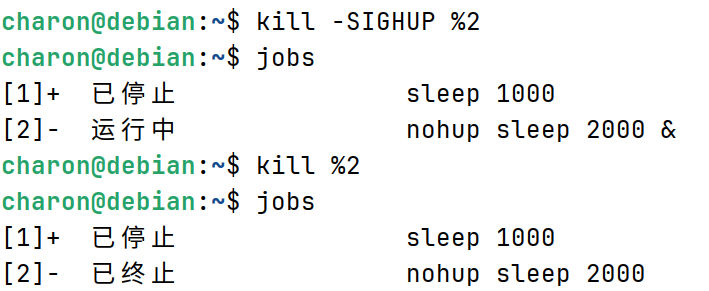 charon@debian:~$ kill -SIGHUP %2
charon@debian:~$ jobs
[1]+  已停止               sleep 1000
[2]-  运行中               nohup sleep 2000 &
charon@debian:~$ kill %2
charon@debian:~$ jobs
[1]+  已停止               sleep 1000
[2]-  已终止               nohup sleep 2000